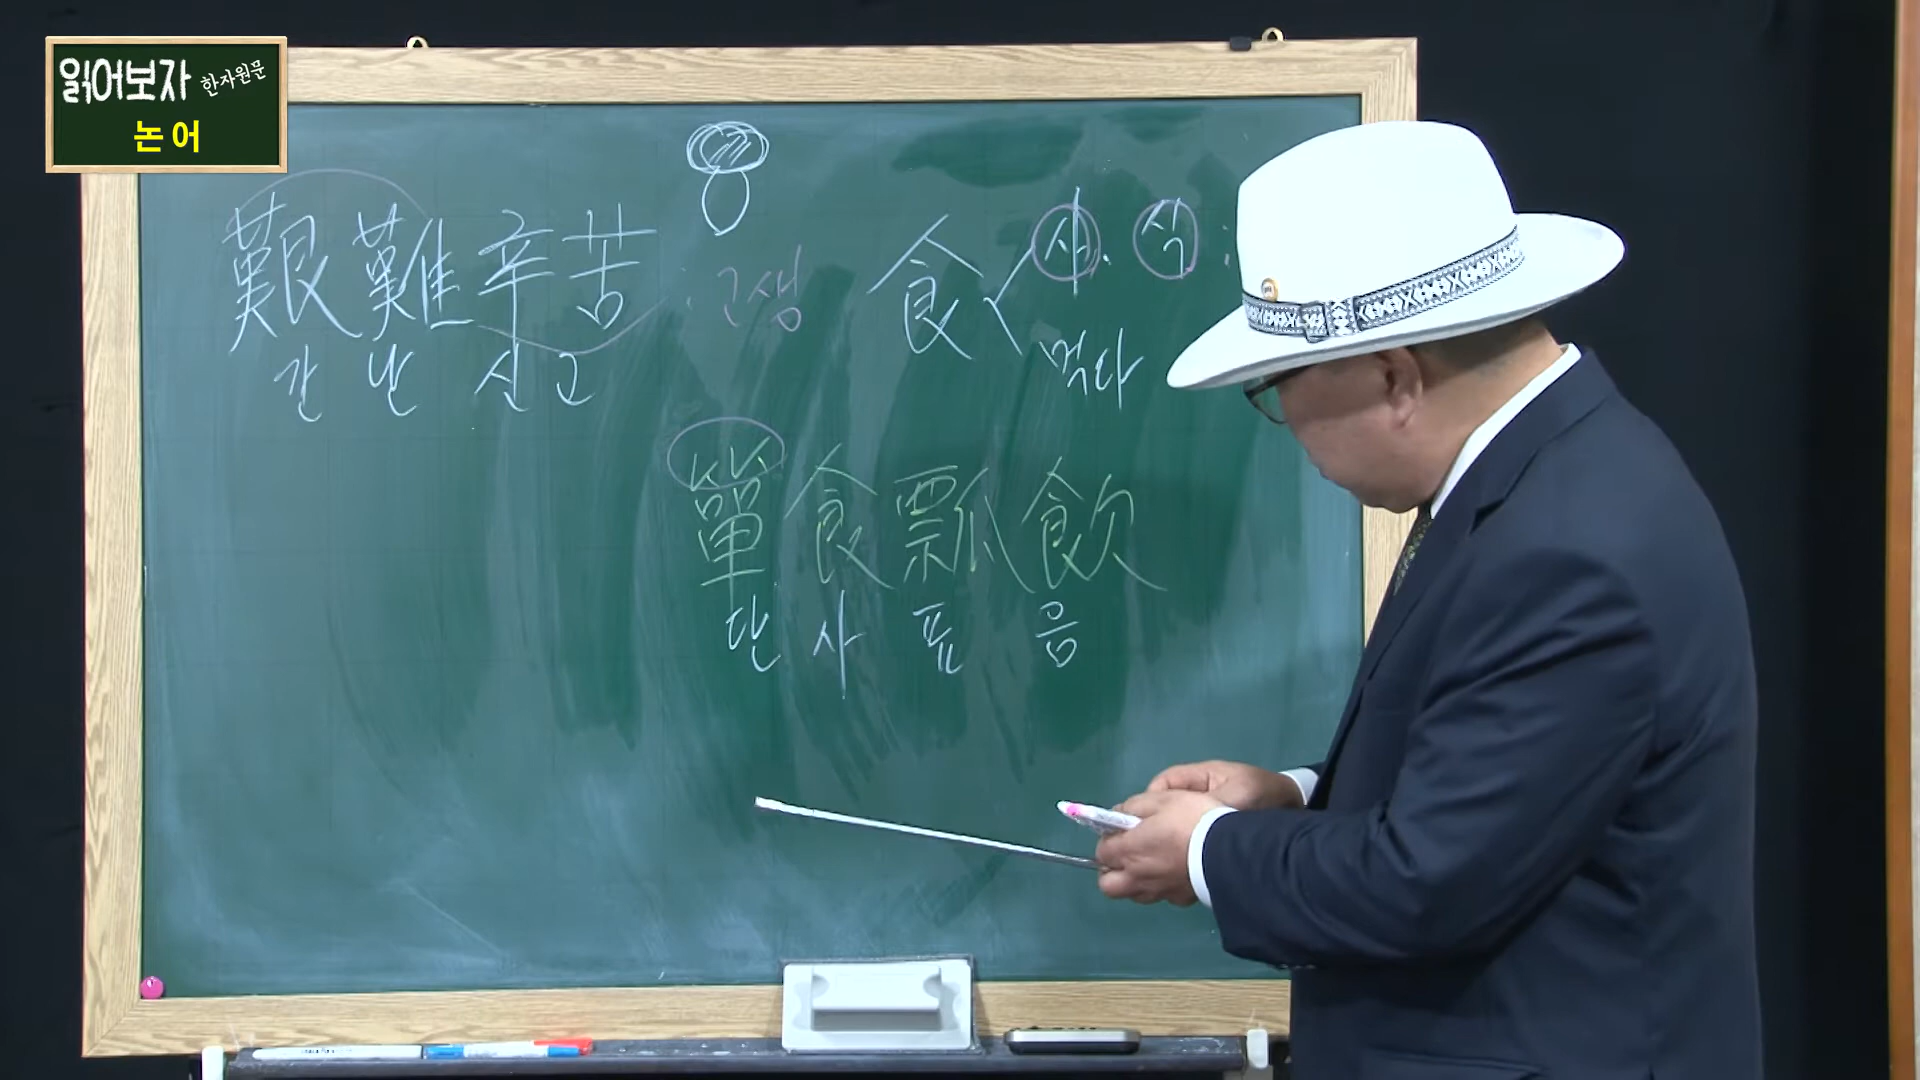 읽어보자 한자원문
논어
艱難辛苦 : 고생
간난신고
食 사. 식 :
먹다
簞食瓢飮
단사표음